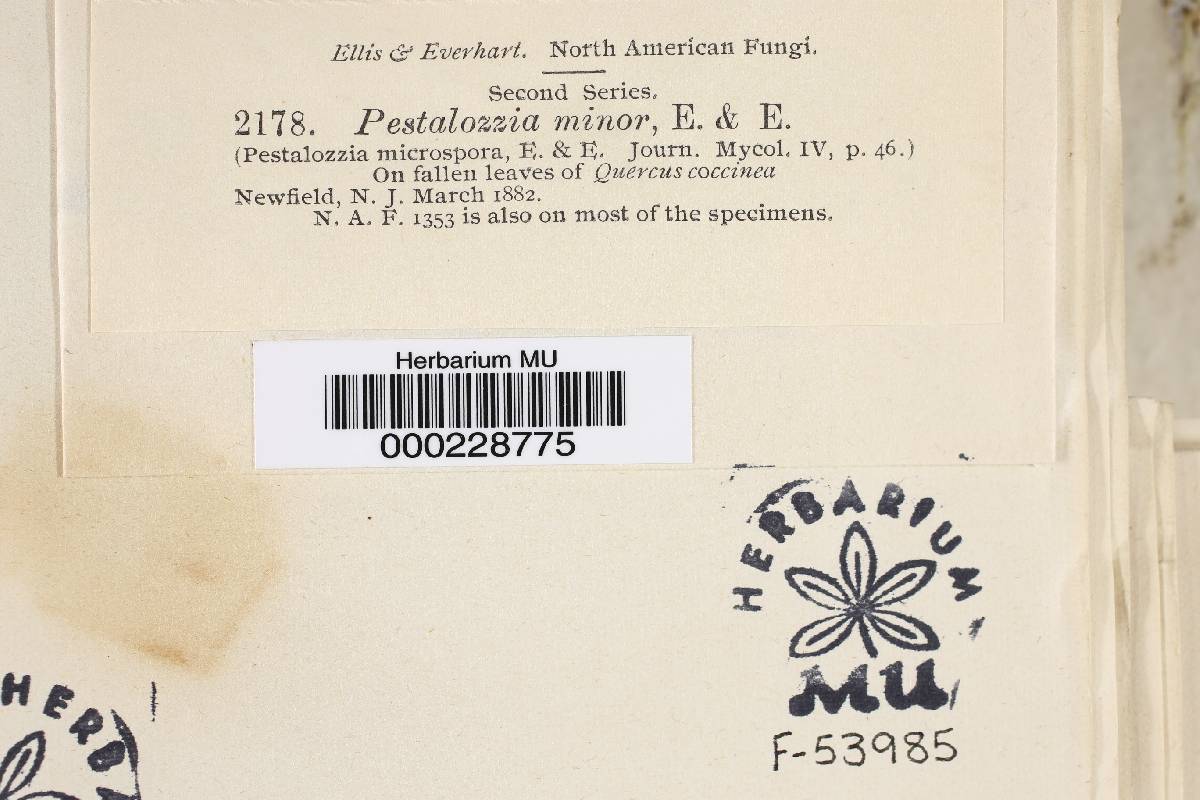 Ellis & Everhart. North American Fungi.
Second Series.
2178. Pestalozzia minor, E. & E.
(Pestalozzia microspora, E. & E. Journ. Mycol. IV, p. 46.)
On fallen leaves of Quercus coccinea
Newfield, N. J. March 1882.
N. A. F. 1353 is also on most of the specimens.
Herbarium MU
000228775
HERBARIUM
MU
F-53985
HERBA